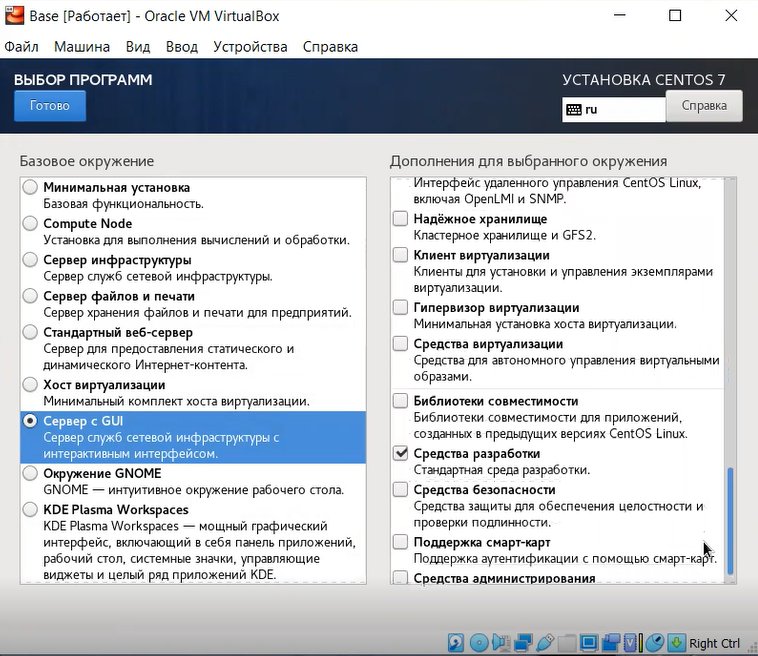 Base [Работает] - Oracle VM VirtualBox
Файл Машина Вид Ввод Устройства Справка
ВЫБОР ПРОГРАММ
Готово
УСТАНОВКА CENTOS 7
ru
Справка
Базовое окружение
Минимальная установка
Базовая функциональность.
Compute Node
Установка для выполнения вычислений и обработки.
Сервер инфраструктуры
Сервер служб сетевой инфраструктуры.
Сервер файлов и печати
Сервер хранения файлов и печати для предприятий.
Стандартный веб-сервер
Сервер для предоставления статического и
динамического Интернет-контента.
Хост виртуализации
Минимальный комплект хоста виртуализации.
Сервер с GUI
Сервер служб сетевой инфраструктуры с
интерактивным интерфейсом.
Окружение GNOME
GNOME — интуитивное окружение рабочего стола.
KDE Plasma Workspaces
KDE Plasma Workspaces — мощный графический
интерфейс, включающий в себя панель приложений,
рабочий стол, системные значки, управляющие
виджеты и целый ряд приложений KDE.
Дополнения для выбранного окружения
Интерфейс удаленного управления CentOS Linux,
включая OpenLMI и SNMP.
Надёжное хранилище
Кластерное хранилище и GFS2.
Клиент виртуализации
Клиенты для установки и управления экземплярами
виртуализации.
Гипервизор виртуализации
Минимальная установка хоста виртуализации.
Средства виртуализации
Средства для автономного управления виртуальными
образами.
Библиотеки совместимости
Библиотеки совместимости для приложений,
созданных в предыдущих версиях CentOS Linux.
Средства разработки
Стандартная среда разработки.
Средства безопасности
Средства защиты для обеспечения целостности и
проверки подлинности.
Поддержка смарт-карт
Поддержка аутентификации с помощью смарт-карт.
Средства администрирования
Right Ctrl